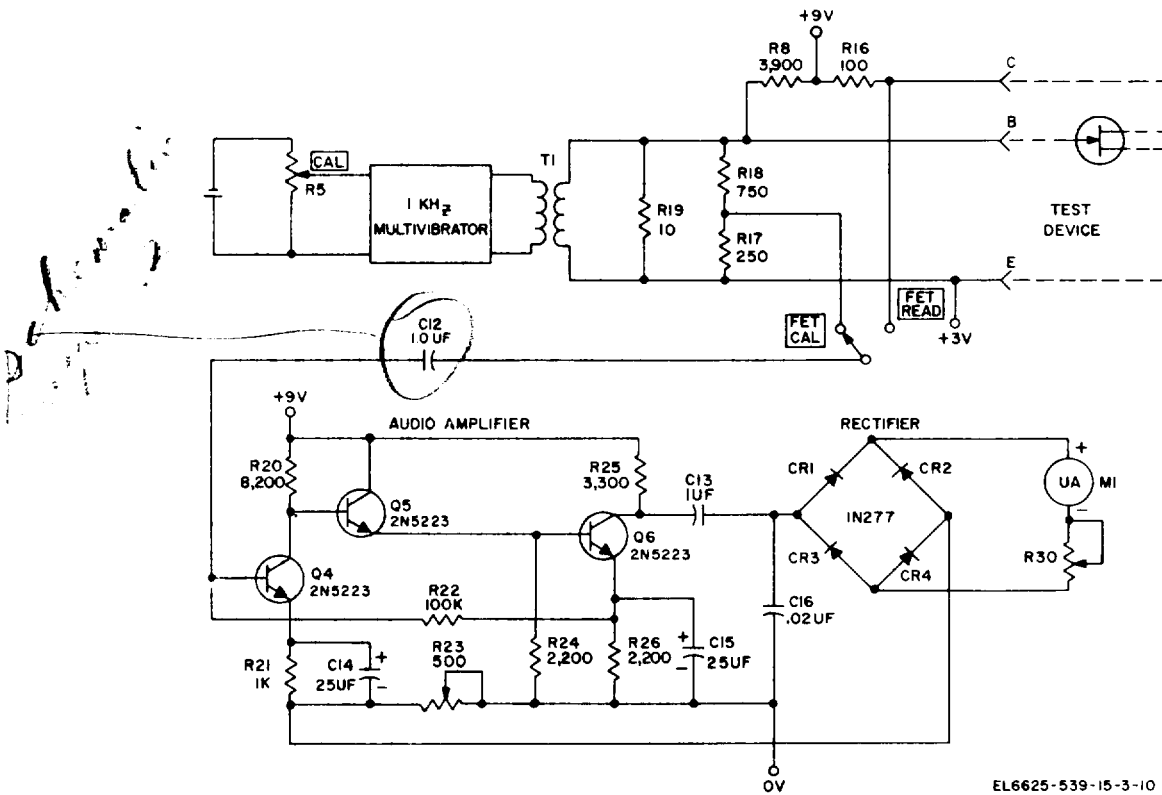 +9V
R8
3,900
R16
100
C
B
CAL
R5
1 KHz
MULTIVIBRATOR
T1
R19
10
R18
750
R17
250
TEST
DEVICE
E
FET
CAL
FET
READ
+3V
C12
1.0 UF
+9V
AUDIO AMPLIFIER
RECTIFIER
R20
8,200
Q5
2N5223
R25
3,300
C13
1UF
CR1
CR2
+
UA
M1
-
Q6
2N5223
1N277
Q4
2N5223
CR3
CR4
R30
R22
100K
C16
.02UF
R21
1K
C14
25UF
+
-
R23
500
R24
2,200
R26
2,200
+
-
C15
25UF
0V
EL6625-539-15-3-10